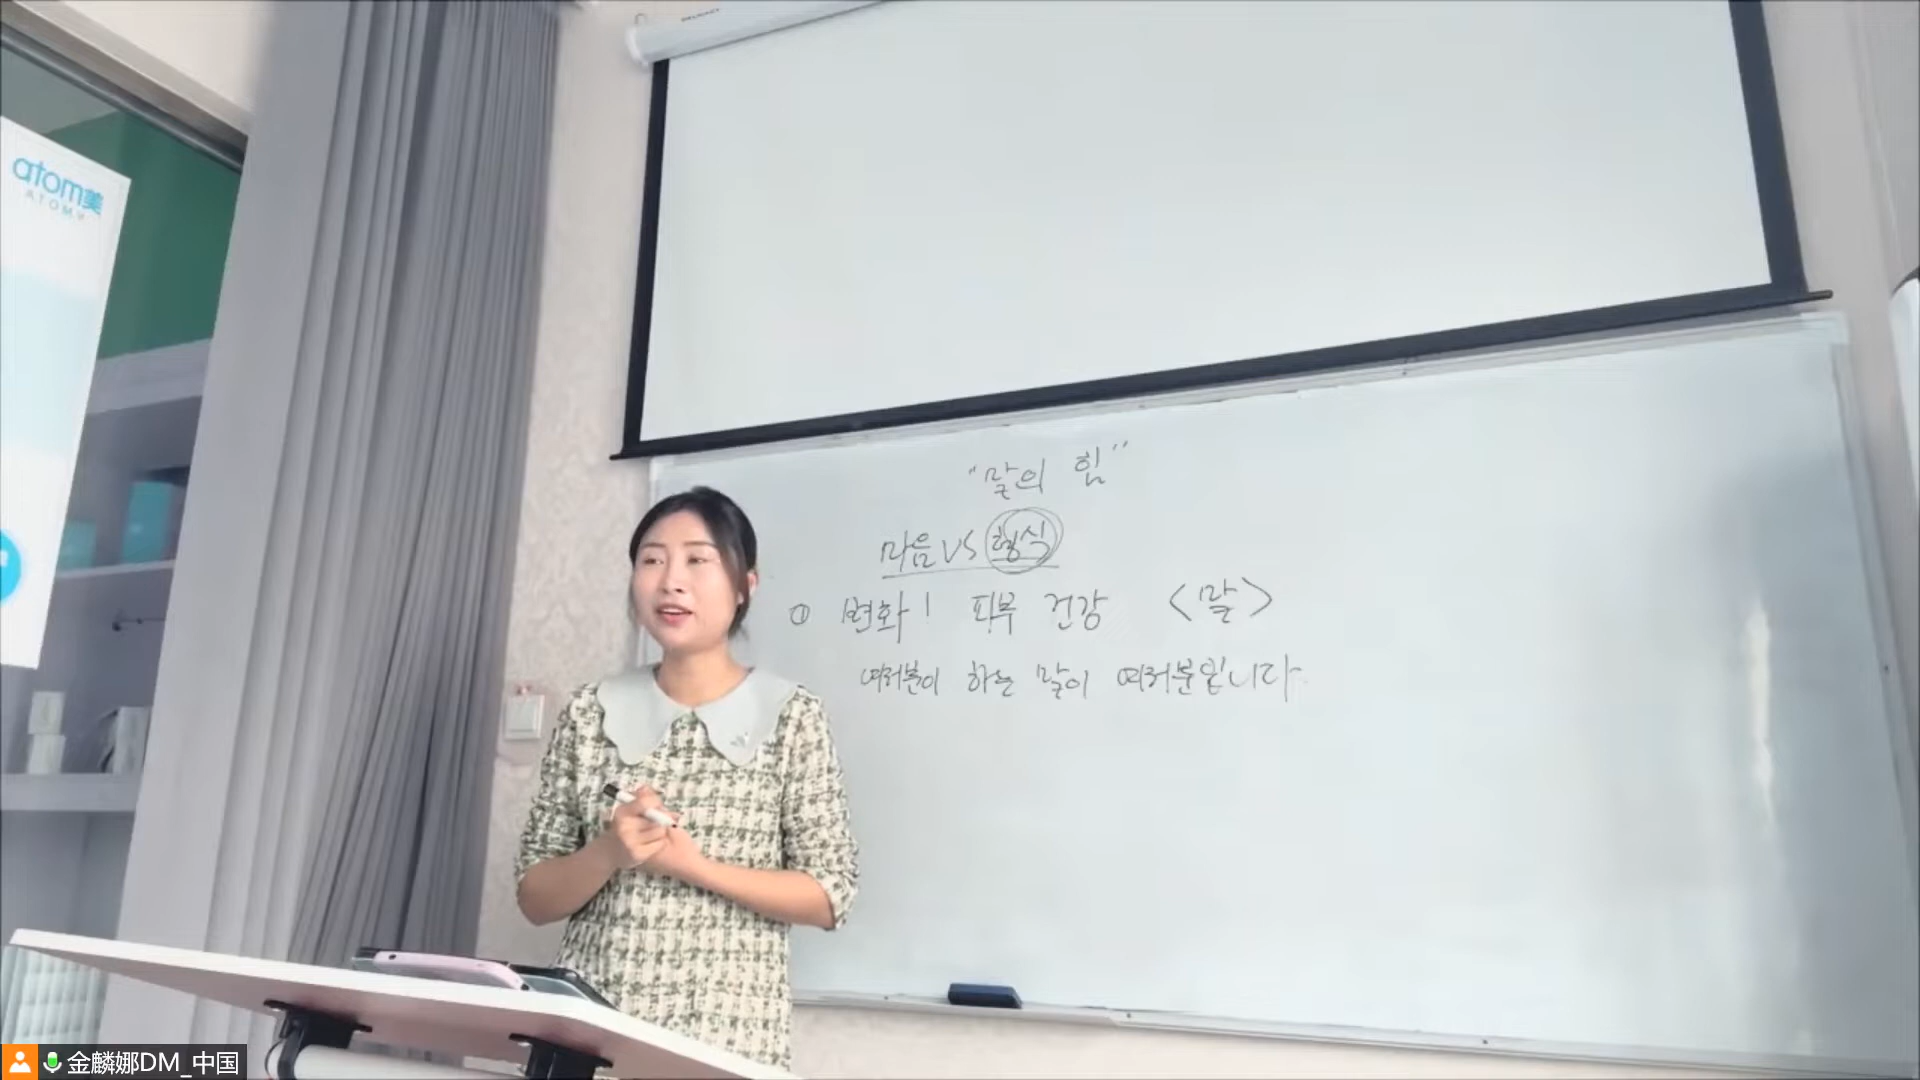 atom美
ATOMY
"말의 힘"
마음 VS 형식
① 변화! 피부 건강 <말>
여러분이 하는 말이 여러분입니다.
金麟娜DM_中国